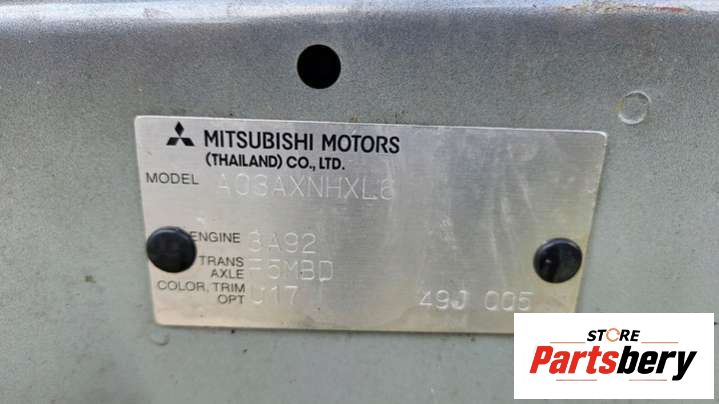 MITSUBISHI MOTORS
(THAILAND) CO., LTD.
MODEL A03AXNHXL6
ENGINE 3A92
TRANS
AXLE F5MBD
COLOR, TRIM
OPT U17 49J 005
STORE
Partsbery